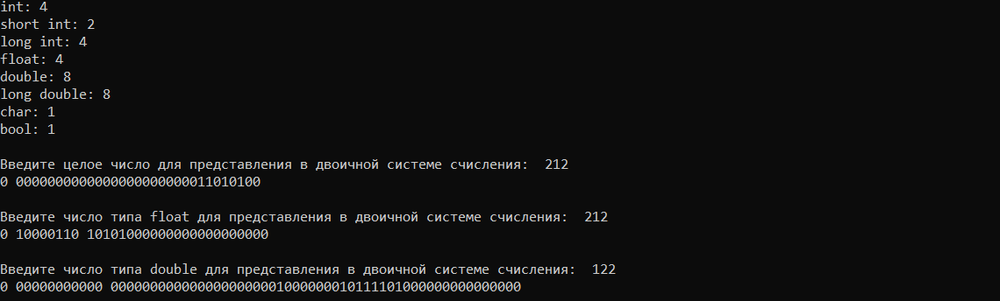 int: 4
short int: 2
long int: 4
float: 4
double: 8
long double: 8
char: 1
bool: 1
Введите целое число для представления в двоичной системе счисления:  212
0 0000000000000000000000011010100
Введите число типа float для представления в двоичной системе счисления:  212
0 10000110 10101000000000000000000
Введите число типа double для представления в двоичной системе счисления:  122
0 00000000000 0000000000000000000001000000010111101000000000000000